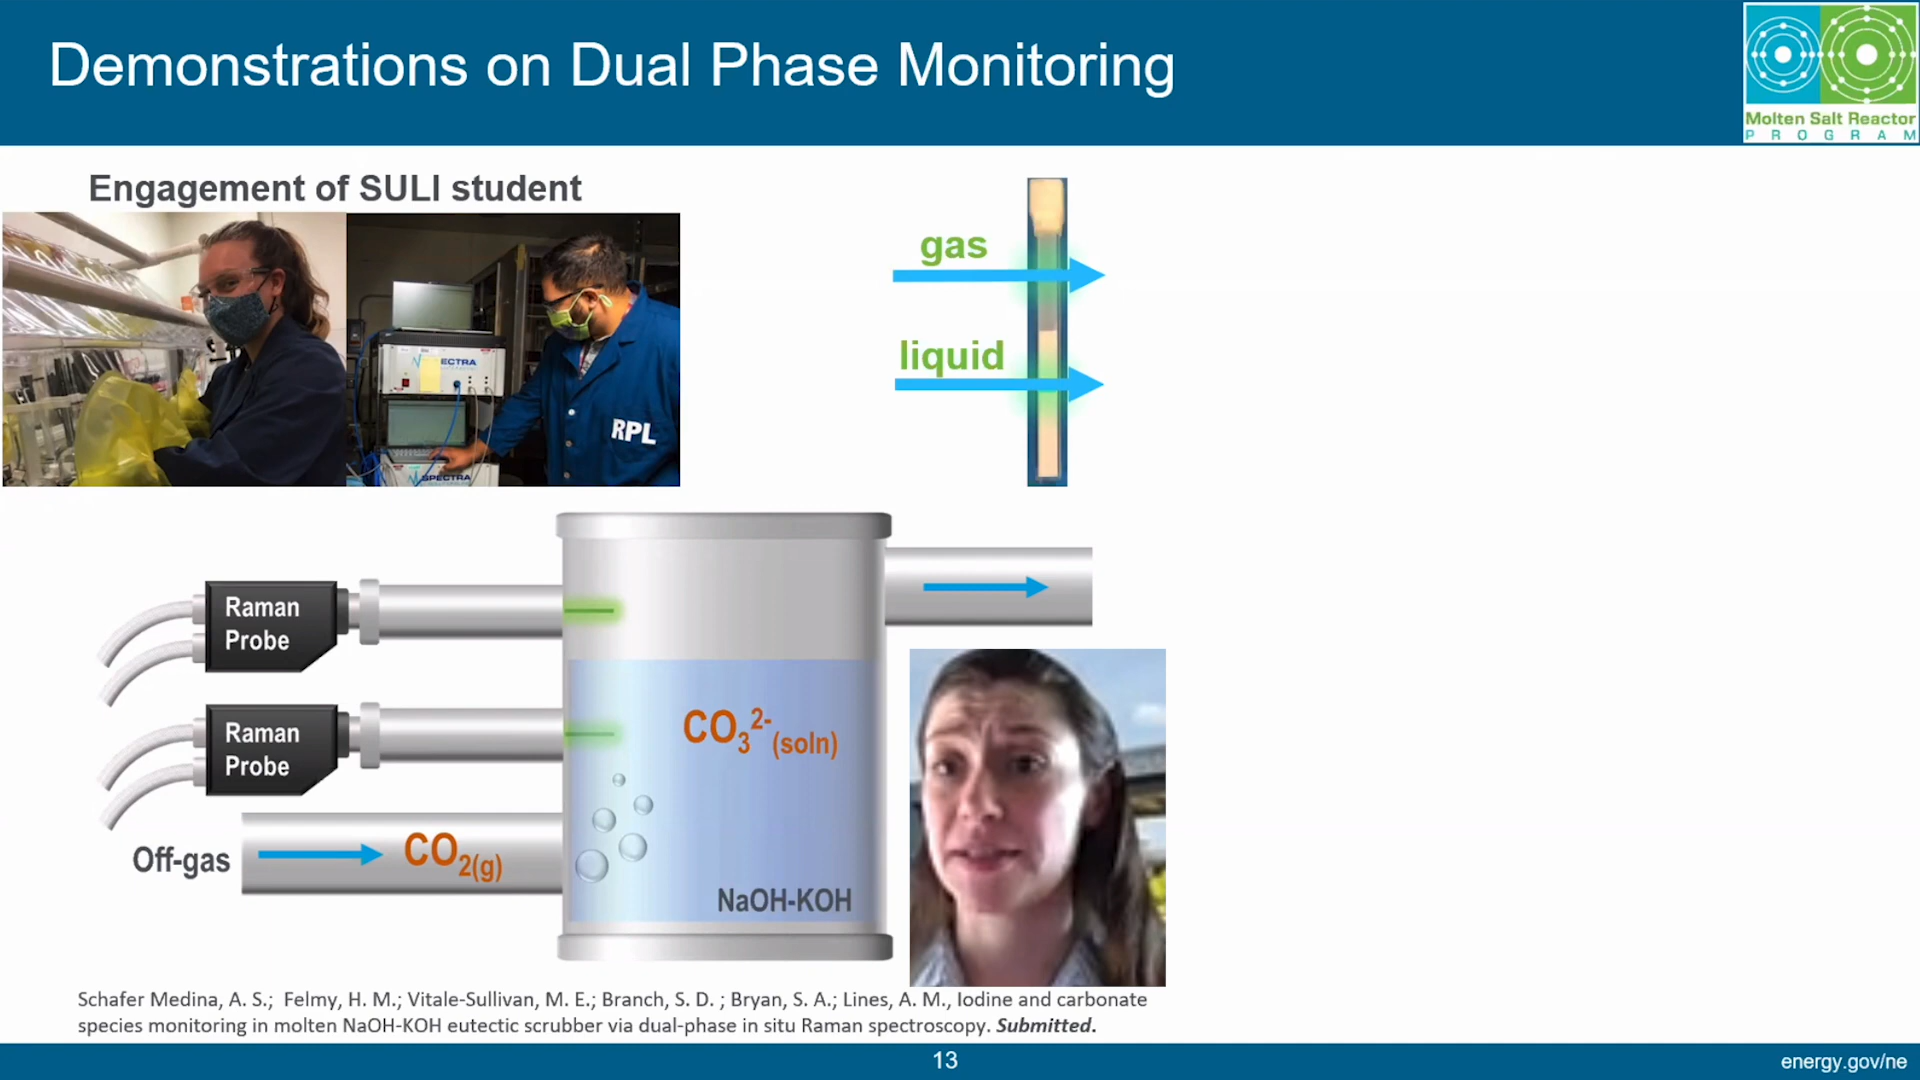 Demonstrations on Dual Phase Monitoring
Molten Salt Reactor
PROGRAM
Engagement of SULI student
gas
liquid
ECTRA
RPL
SPECTRA
Raman
Probe
Raman
Probe
CO₃²⁻(soln)
Off-gas
CO₂(g)
NaOH-KOH
Schafer Medina, A. S.; Felmy, H. M.; Vitale-Sullivan, M. E.; Branch, S. D. ; Bryan, S. A.; Lines, A. M., Iodine and carbonate
species monitoring in molten NaOH-KOH eutectic scrubber via dual-phase in situ Raman spectroscopy. Submitted.
13
energy.gov/ne